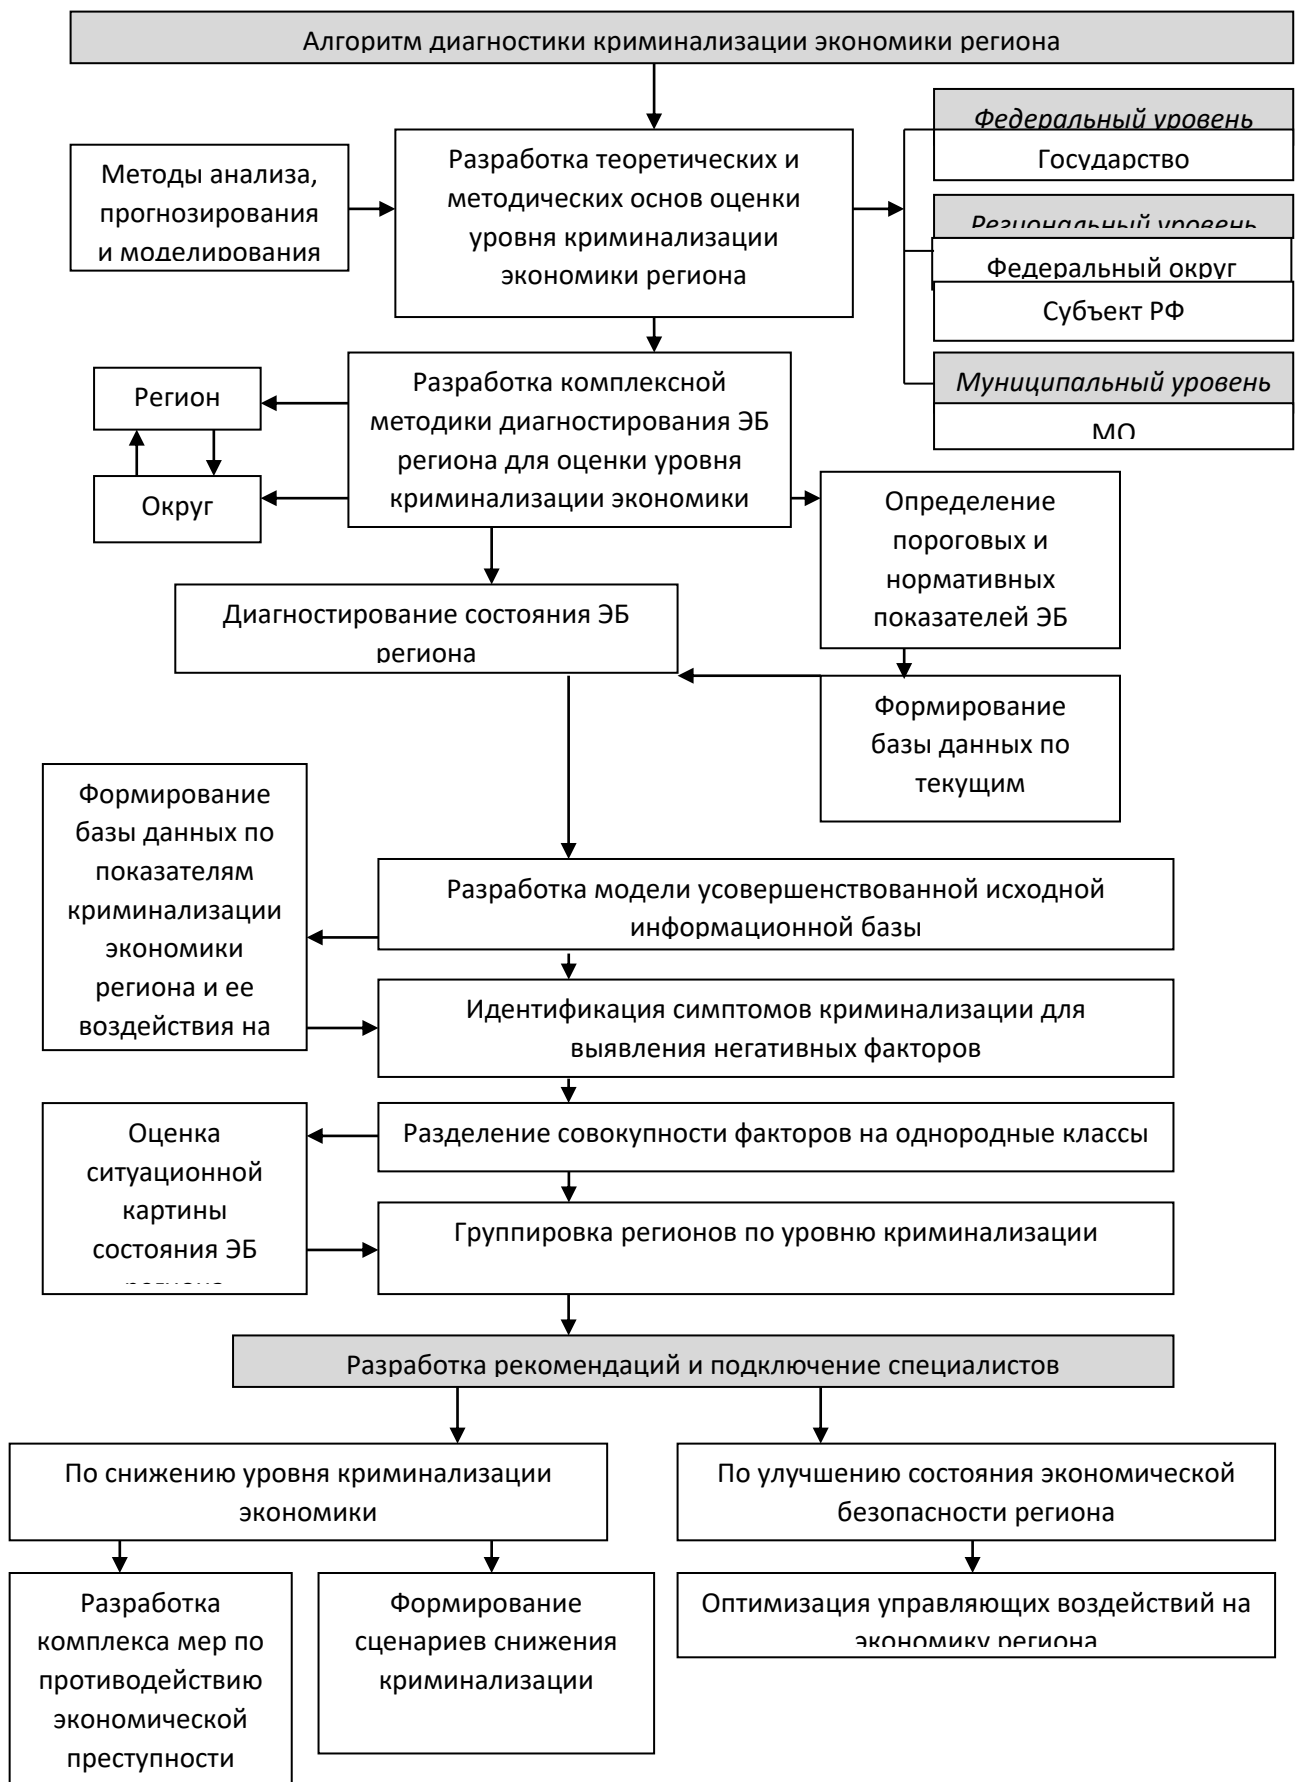 Алгоритм диагностики криминализации экономики региона
Методы анализа,
прогнозирования
и моделирования
Разработка теоретических и
методических основ оценки
уровня криминализации
экономики региона
Федеральный уровень
Государство
Региональный уровень
Федеральный округ
Субъект РФ
Муниципальный уровень
МО
Регион
Округ
Разработка комплексной
методики диагностирования ЭБ
региона для оценки уровня
криминализации экономики
Определение
пороговых и
нормативных
показателей ЭБ
Диагностирование состояния ЭБ
региона
Формирование
базы данных по
текущим
Формирование
базы данных по
показателям
криминализации
экономики
региона и ее
воздействия на
Разработка модели усовершенствованной исходной
информационной базы
Идентификация симптомов криминализации для
выявления негативных факторов
Оценка
ситуационной
картины
состояния ЭБ
региона
Разделение совокупности факторов на однородные классы
Группировка регионов по уровню криминализации
Разработка рекомендаций и подключение специалистов
По снижению уровня криминализации
экономики
По улучшению состояния экономической
безопасности региона
Разработка
комплекса мер по
противодействию
экономической
преступности
Формирование
сценариев снижения
криминализации
Оптимизация управляющих воздействий на
экономику региона